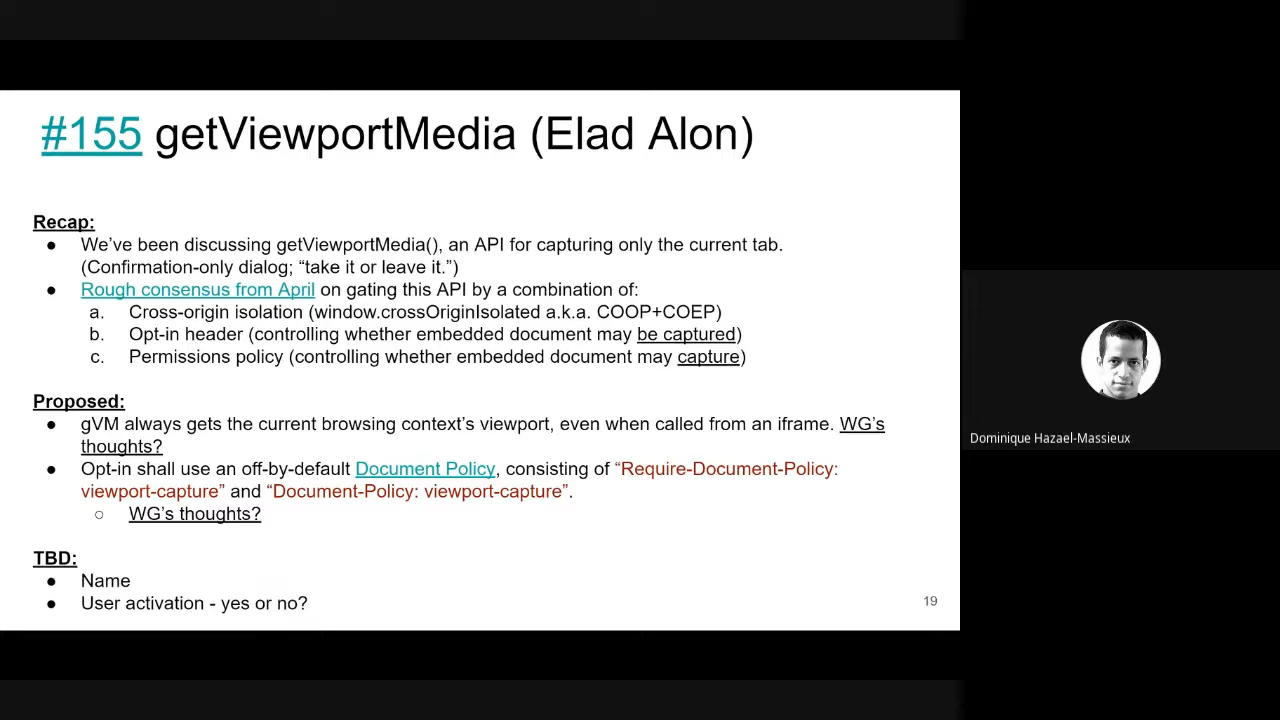 #155 getViewportMedia (Elad Alon)
Recap:
● We’ve been discussing getViewportMedia(), an API for capturing only the current tab.
(Confirmation-only dialog; “take it or leave it.”)
● Rough consensus from April on gating this API by a combination of:
a. Cross-origin isolation (window.crossOriginIsolated a.k.a. COOP+COEP)
b. Opt-in header (controlling whether embedded document may be captured)
c. Permissions policy (controlling whether embedded document may capture)
Proposed:
● gVM always gets the current browsing context’s viewport, even when called from an iframe. WG’s
thoughts?
● Opt-in shall use an off-by-default Document Policy, consisting of “Require-Document-Policy:
viewport-capture” and “Document-Policy: viewport-capture”.
○ WG’s thoughts?
TBD:
● Name
● User activation - yes or no?
19
Dominique Hazael-Massieux